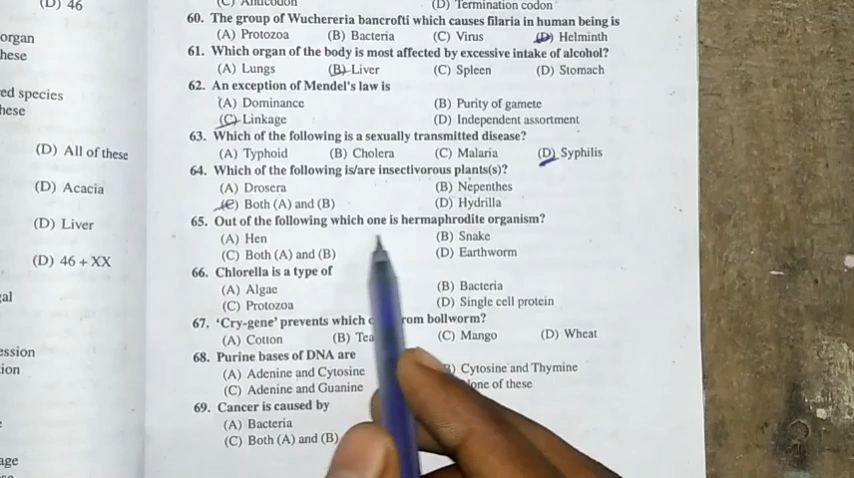 (D) 46
organ
hese
ed species
hese
(D) All of these
(D) Acacia
(D) Liver
(D) 46 + XX
al
ession
ion
age
(C) Anticodon (D) Termination codon
60. The group of Wuchereria bancrofti which causes filaria in human being is
(A) Protozoa (B) Bacteria (C) Virus (D) Helminth
61. Which organ of the body is most affected by excessive intake of alcohol?
(A) Lungs (B) Liver (C) Spleen (D) Stomach
62. An exception of Mendel's law is
(A) Dominance (B) Purity of gamete
(C) Linkage (D) Independent assortment
63. Which of the following is a sexually transmitted disease?
(A) Typhoid (B) Cholera (C) Malaria (D) Syphilis
64. Which of the following is/are insectivorous plants(s)?
(A) Drosera (B) Nepenthes
(C) Both (A) and (B) (D) Hydrilla
65. Out of the following which one is hermaphrodite organism?
(A) Hen (B) Snake
(C) Both (A) and (B) (D) Earthworm
66. Chlorella is a type of
(A) Algae (B) Bacteria
(C) Protozoa (D) Single cell protein
67. 'Cry-gene' prevents which rom bollworm?
(A) Cotton (B) Tea (C) Mango (D) Wheat
68. Purine bases of DNA are
(A) Adenine and Cytosine (B) Cytosine and Thymine
(C) Adenine and Guanine one of these
69. Cancer is caused by
(A) Bacteria
(C) Both (A) and (B)